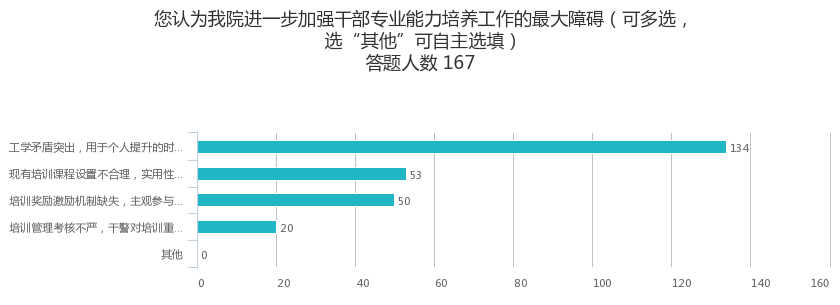 您认为我院进一步加强干部专业能力培养工作的最大障碍（可多选，
选“其他”可自主选填）
答题人数 167
工学矛盾突出，用于个人提升的时... 134
现有培训课程设置不合理，实用性... 53
培训奖励激励机制缺失，主观参与... 50
培训管理考核不严，干警对培训重... 20
其他 0
0 20 40 60 80 100 120 140 160